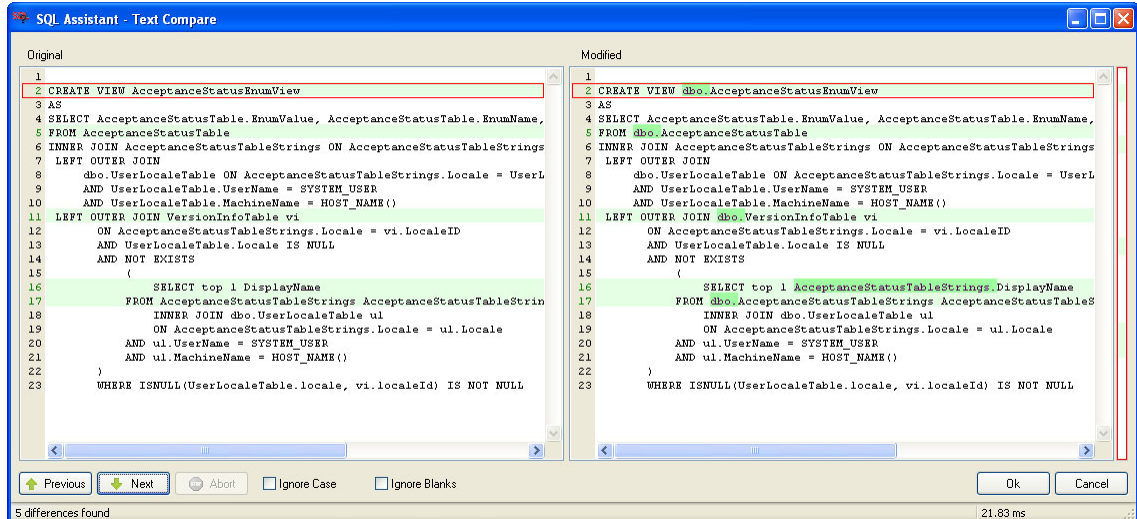 SQL Assistant - Text Compare
Original
1
2 CREATE VIEW AcceptanceStatusEnumView
3 AS
4 SELECT AcceptanceStatusTable.EnumValue, AcceptanceStatusTable.EnumName,
5 FROM AcceptanceStatusTable
6 INNER JOIN AcceptanceStatusTableStrings ON AcceptanceStatusTableStrings
7 LEFT OUTER JOIN
8 dbo.UserLocaleTable ON AcceptanceStatusTableStrings.Locale = UserL
9 AND UserLocaleTable.UserName = SYSTEM_USER
10 AND UserLocaleTable.MachineName = HOST_NAME()
11 LEFT OUTER JOIN VersionInfoTable vi
12 ON AcceptanceStatusTableStrings.Locale = vi.LocaleID
13 AND UserLocaleTable.Locale IS NULL
14 AND NOT EXISTS
15 (
16 SELECT top 1 DisplayName
17 FROM AcceptanceStatusTableStrings AcceptanceStatusTableStrin
18 INNER JOIN dbo.UserLocaleTable ul
19 ON AcceptanceStatusTableStrings.Locale = ul.Locale
20 AND ul.UserName = SYSTEM_USER
21 AND ul.MachineName = HOST_NAME()
22 )
23 WHERE ISNULL(UserLocaleTable.locale, vi.localeId) IS NOT NULL
Modified
1
2 CREATE VIEW dbo.AcceptanceStatusEnumView
3 AS
4 SELECT AcceptanceStatusTable.EnumValue, AcceptanceStatusTable.EnumName,
5 FROM dbo.AcceptanceStatusTable
6 INNER JOIN AcceptanceStatusTableStrings ON AcceptanceStatusTableStrings
7 LEFT OUTER JOIN
8 dbo.UserLocaleTable ON AcceptanceStatusTableStrings.Locale = UserL
9 AND UserLocaleTable.UserName = SYSTEM_USER
10 AND UserLocaleTable.MachineName = HOST_NAME()
11 LEFT OUTER JOIN dbo.VersionInfoTable vi
12 ON AcceptanceStatusTableStrings.Locale = vi.LocaleID
13 AND UserLocaleTable.Locale IS NULL
14 AND NOT EXISTS
15 (
16 SELECT top 1 AcceptanceStatusTableStrings.DisplayName
17 FROM dbo.AcceptanceStatusTableStrings AcceptanceStatusTableS
18 INNER JOIN dbo.UserLocaleTable ul
19 ON AcceptanceStatusTableStrings.Locale = ul.Locale
20 AND ul.UserName = SYSTEM_USER
21 AND ul.MachineName = HOST_NAME()
22 )
23 WHERE ISNULL(UserLocaleTable.locale, vi.localeId) IS NOT NULL
Previous Next Abort Ignore Case Ignore Blanks Ok Cancel
5 differences found 21.83 ms